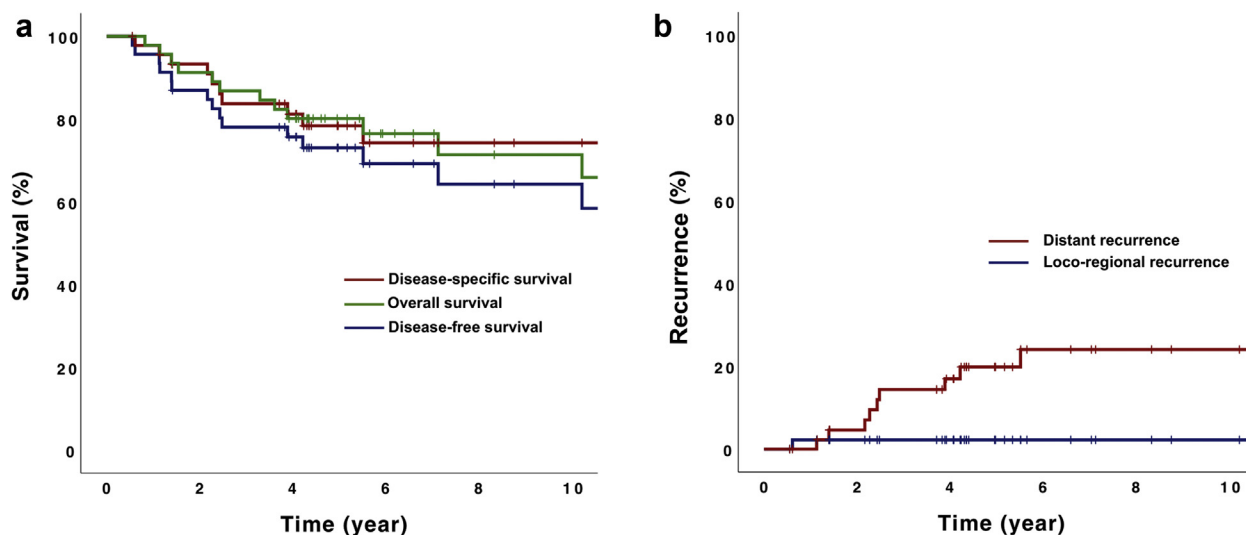 a
Survival (%)
100
80
60
40
20
0
Disease-specific survival
Overall survival
Disease-free survival
0 2 4 6 8 10
Time (year)
b
Recurrence (%)
100
80
60
40
20
0
Distant recurrence
Loco-regional recurrence
0 2 4 6 8 10
Time (year)